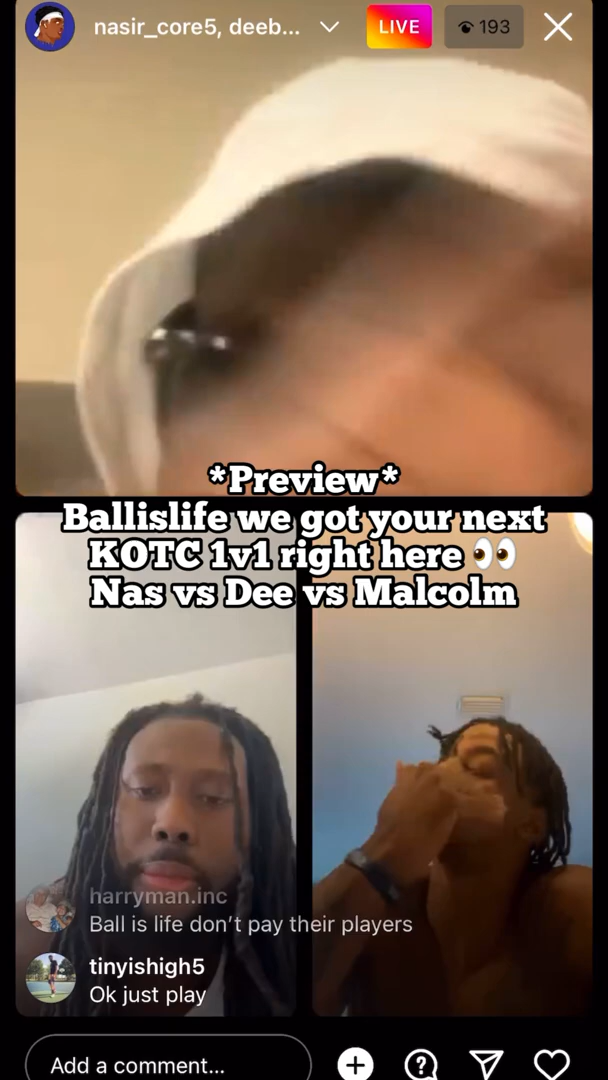 nasir_core5, deeb...
LIVE
193
*Preview*
Ballislife we got your next
KOTC 1v1 right here 👀
Nas vs Dee vs Malcolm
harryman.inc
Ball is life don’t pay their players
tinyishigh5
Ok just play
Add a comment...